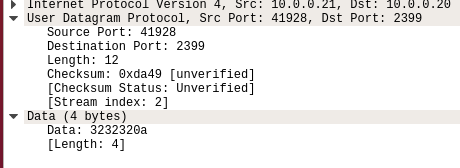 Internet Protocol Version 4, Src: 10.0.0.21, Dst: 10.0.0.20
User Datagram Protocol, Src Port: 41928, Dst Port: 2399
Source Port: 41928
Destination Port: 2399
Length: 12
Checksum: 0xda49 [unverified]
[Checksum Status: Unverified]
[Stream index: 2]
Data (4 bytes)
Data: 3232320a
[Length: 4]